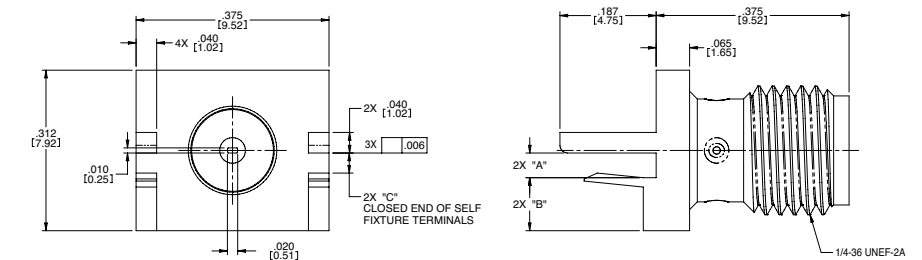 .375
[9.52]
4X .040
[1.02]
.312
[7.92]
.010
[0.25]
2X .040
[1.02]
3X .006
2X "C"
CLOSED END OF SELF
FIXTURE TERMINALS
.020
[0.51]
.187
[4.75]
.375
[9.52]
.065
[1.65]
2X "A"
2X "B"
1/4-36 UNEF-2A